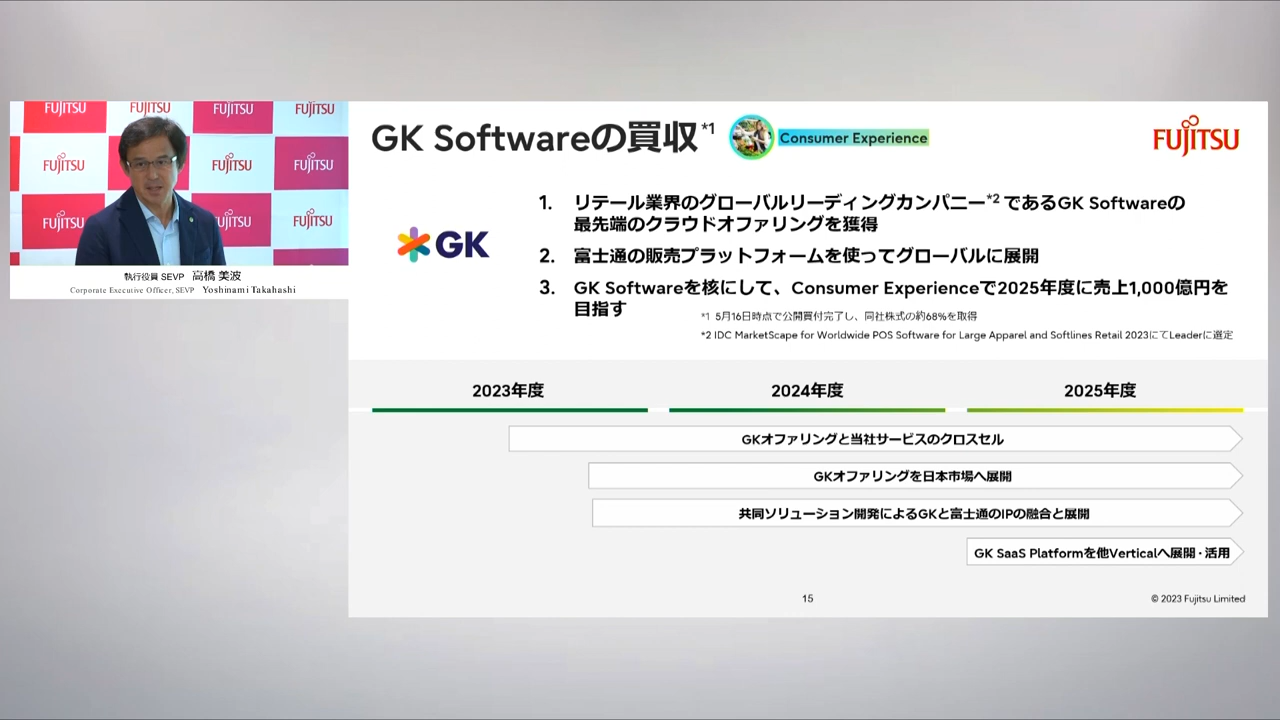 FUJITSU FUJITSU FUJITSU FUJITSU
FUJITSU FUJITSU FUJITSU
FUJITSU FUJITSU FUJITSU
執行役員 SEVP 高橋 美波
Corporate Executive Officer, SEVP Yoshinami Takahashi
GK Softwareの買収*1
Consumer Experience
FUJITSU
GK
1. リテール業界のグローバルリーディングカンパニー*2 であるGK Softwareの
最先端のクラウドオファリングを獲得
2. 富士通の販売プラットフォームを使ってグローバルに展開
3. GK Softwareを核にして、Consumer Experienceで2025年度に売上1,000億円を
目指す
*1 5月16日時点で公開買付完了し、同社株式の約68%を取得
*2 IDC MarketScape for Worldwide POS Software for Large Apparel and Softlines Retail 2023にてLeaderに選定
2023年度 2024年度 2025年度
GKオファリングと当社サービスのクロスセル
GKオファリングを日本市場へ展開
共同ソリューション開発によるGKと富士通のIPの融合と展開
GK SaaS Platformを他Verticalへ展開・活用
15
© 2023 Fujitsu Limited